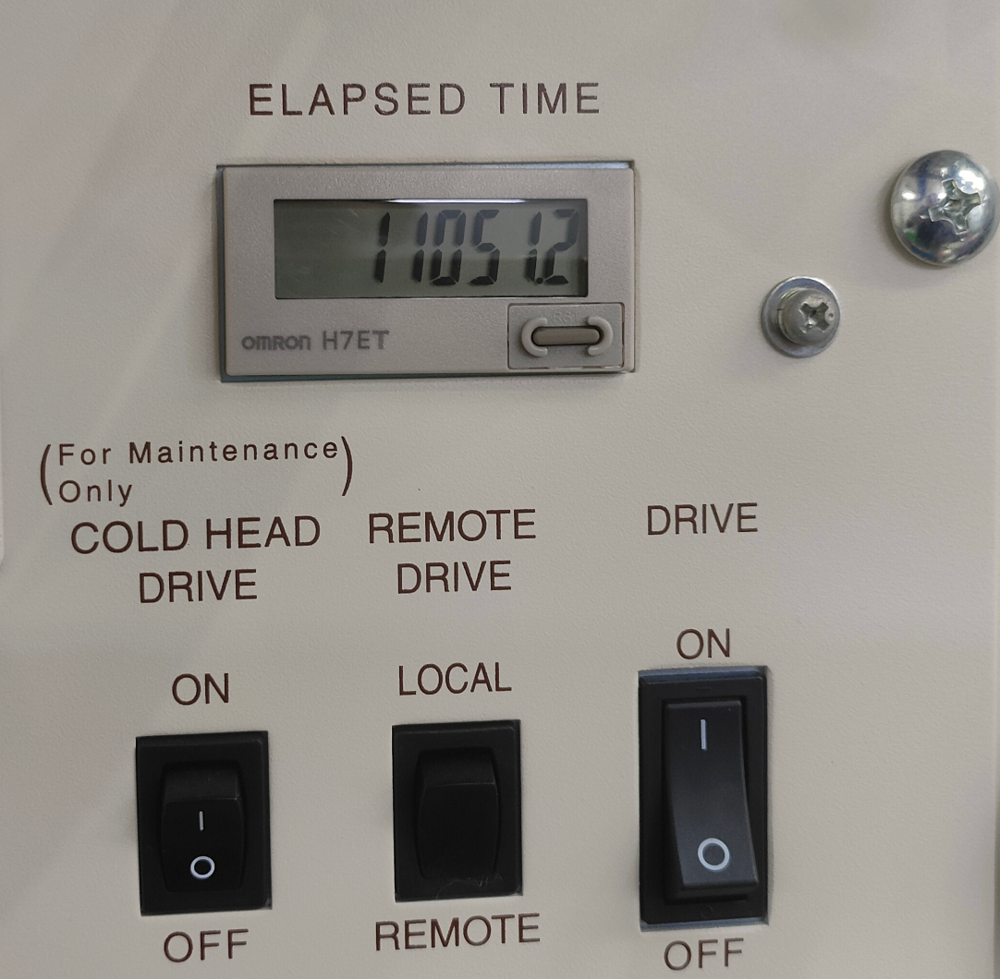 ELAPSED TIME
11051.2
OMRON H7ET
(For Maintenance
Only)
COLD HEAD
DRIVE
ON
OFF
REMOTE
DRIVE
LOCAL
REMOTE
DRIVE
ON
OFF